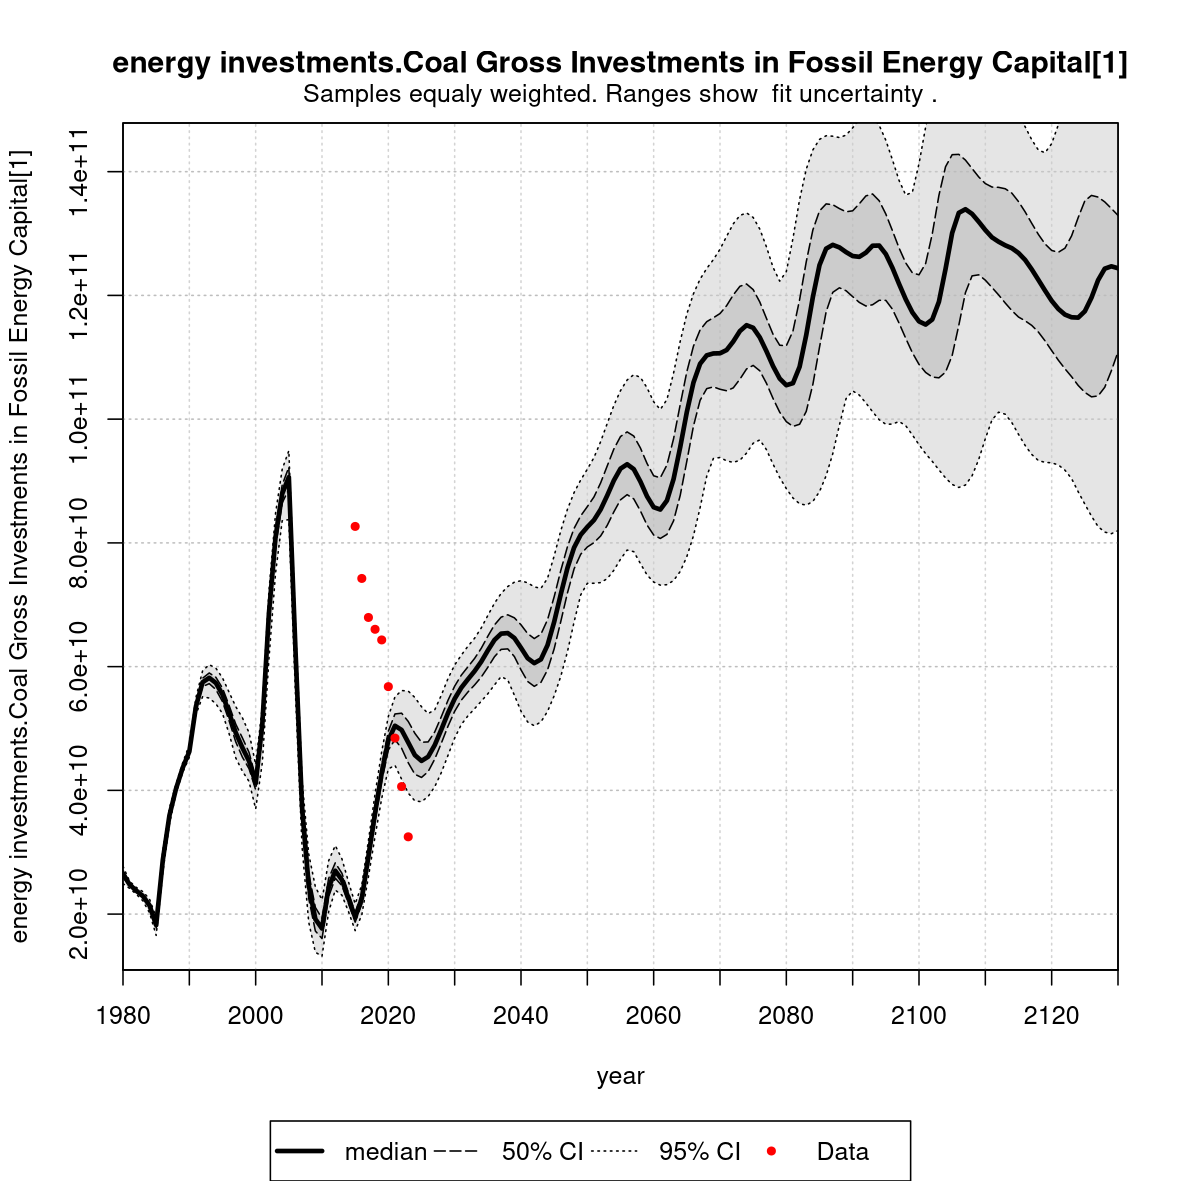 energy investments.Coal Gross Investments in Fossil Energy Capital[1]
Samples equaly weighted. Ranges show  fit uncertainty .
energy investments.Coal Gross Investments in Fossil Energy Capital[1]
1.4e+11
1.2e+11
1.0e+11
8.0e+10
6.0e+10
4.0e+10
2.0e+10
1980 2000 2020 2040 2060 2080 2100 2120
year
median 50% CI 95% CI Data